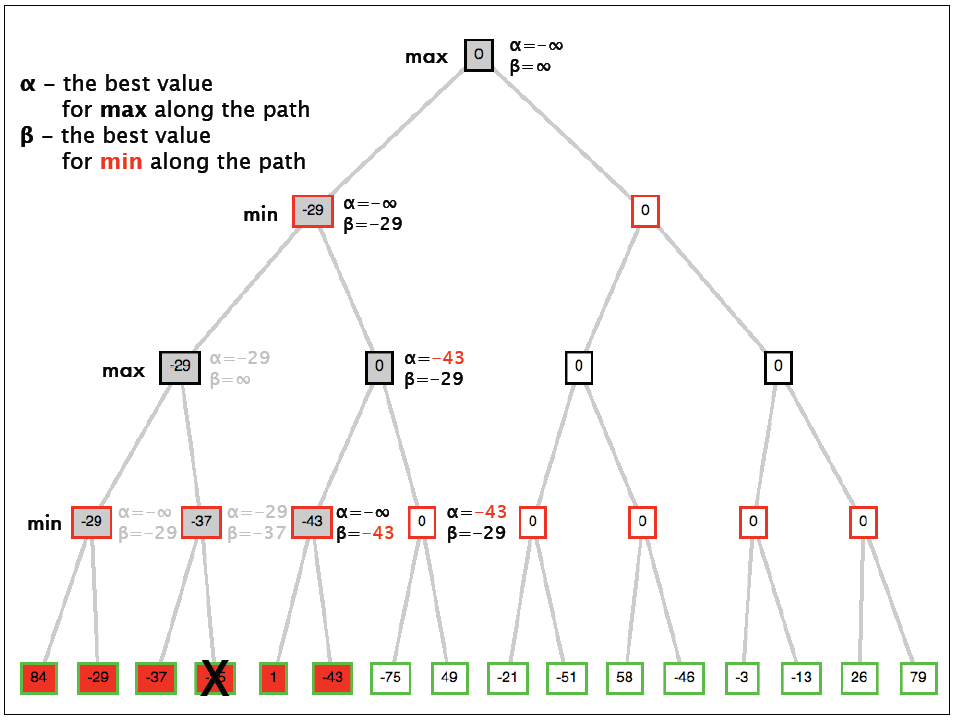 max 0 α=-∞
β=∞
α - the best value
for max along the path
β - the best value
for min along the path
min -29 α=-∞
β=-29
0
max -29 α=-29
β=∞
0 α=-43
β=-29
0
0
min -29 α=-∞
β=-29
-37 α=-29
β=-37
-43 α=-∞
β=-43
0 α=-43
β=-29
0
0
0
0
84 -29 -37 X 1 -43 -75 49 -21 -51 58 -46 -3 -13 26 79